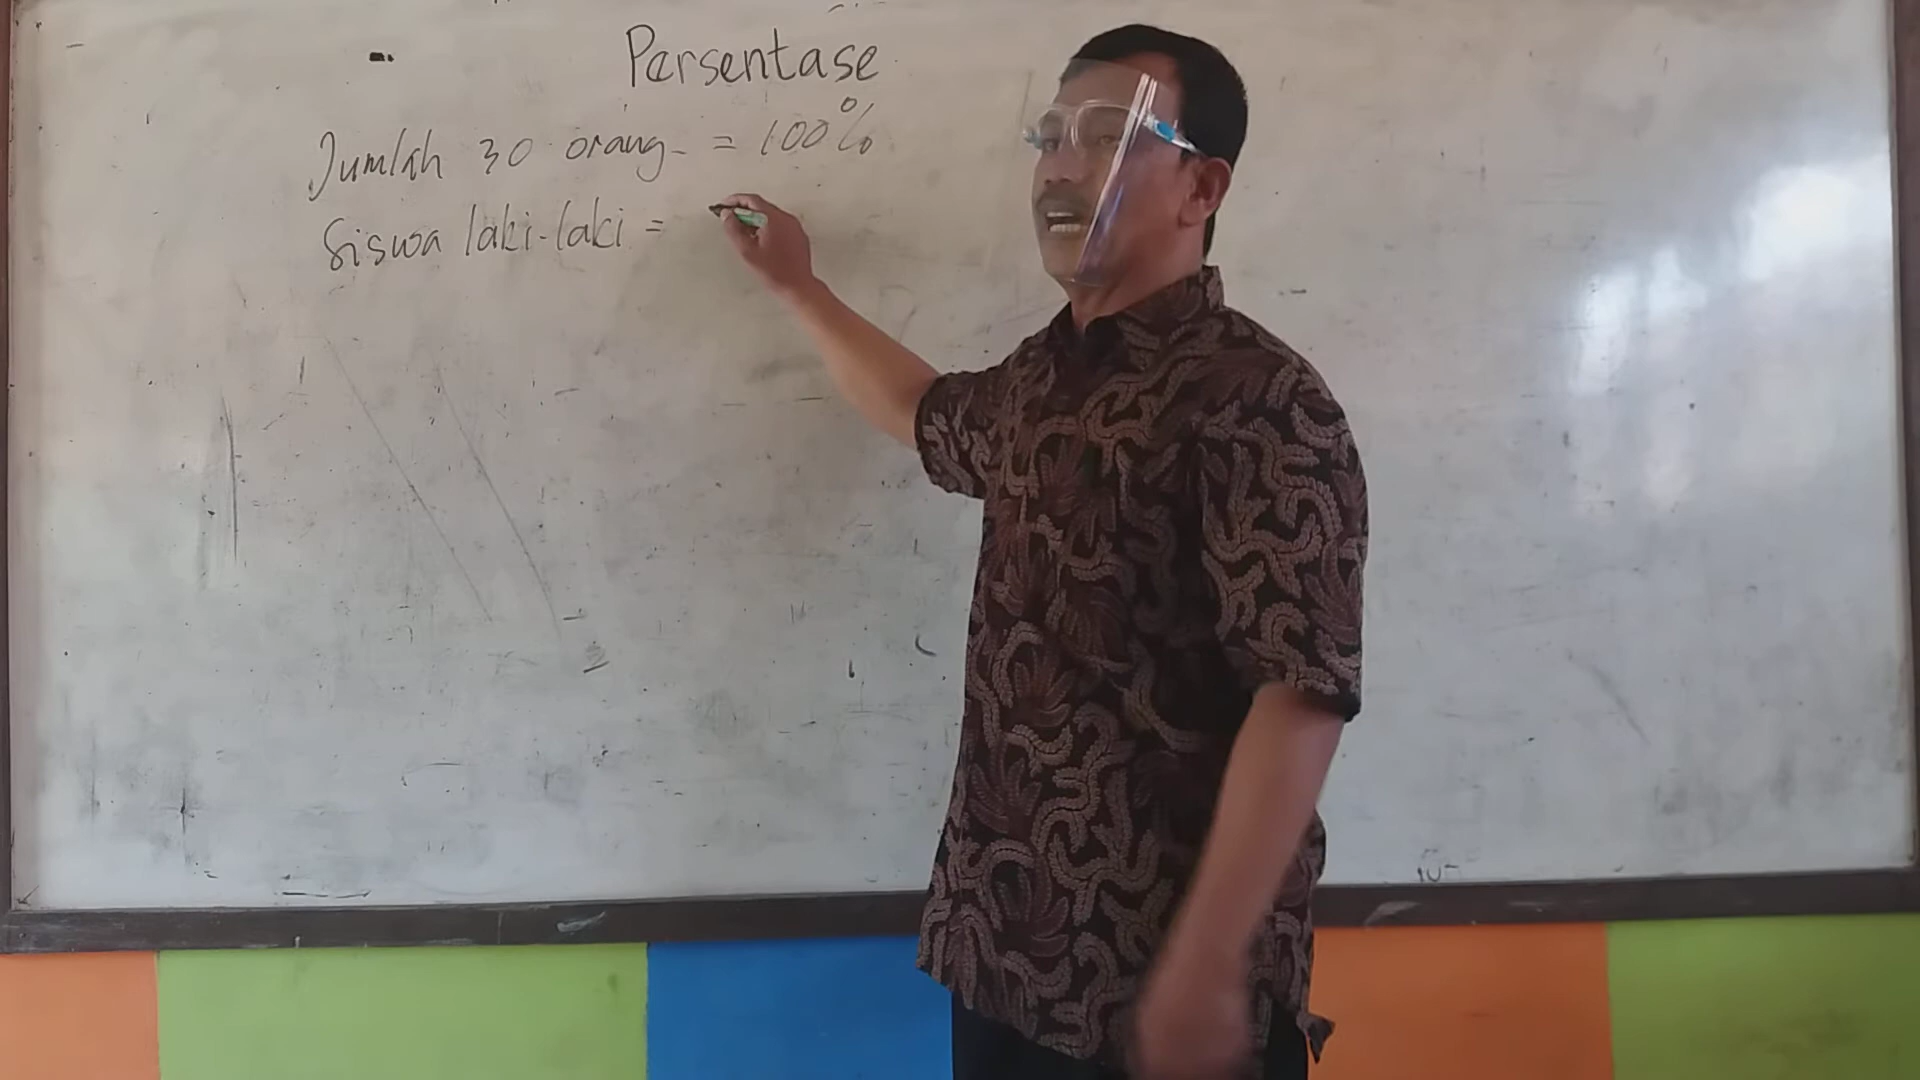 Persentase
Jumlah 30 orang = 100%
Siswa laki-laki =